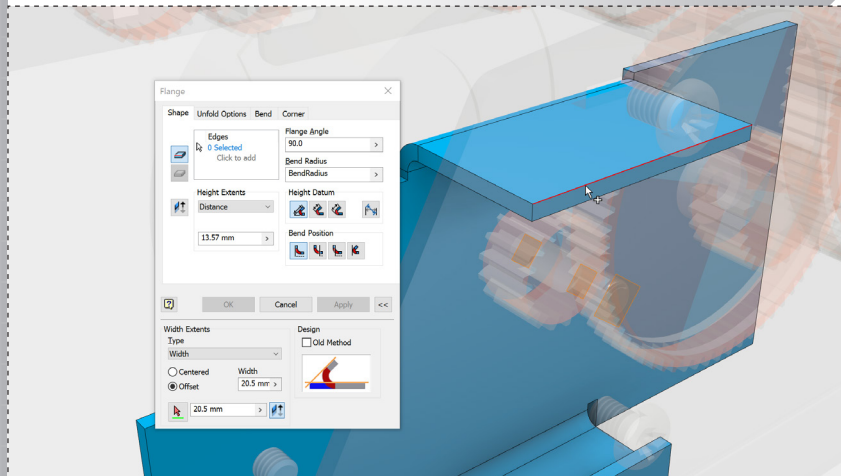 Flange
Shape Unfold Options Bend Corner
Edges
0 Selected
Click to add
Flange Angle
90.0 >
Bend Radius
BendRadius >
Height Extents
Distance
13.57 mm >
Height Datum
Bend Position
OK Cancel Apply <<
Width Extents
Type
Width
Centered
Offset
Width
20.5 mm >
20.5 mm >
Design
Old Method